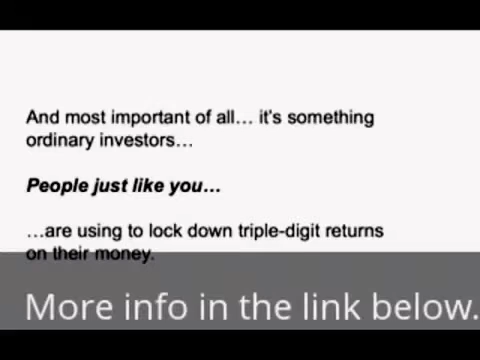 And most important of all… it's something
ordinary investors…
People just like you…
…are using to lock down triple-digit returns
on their money.
More info in the link below.